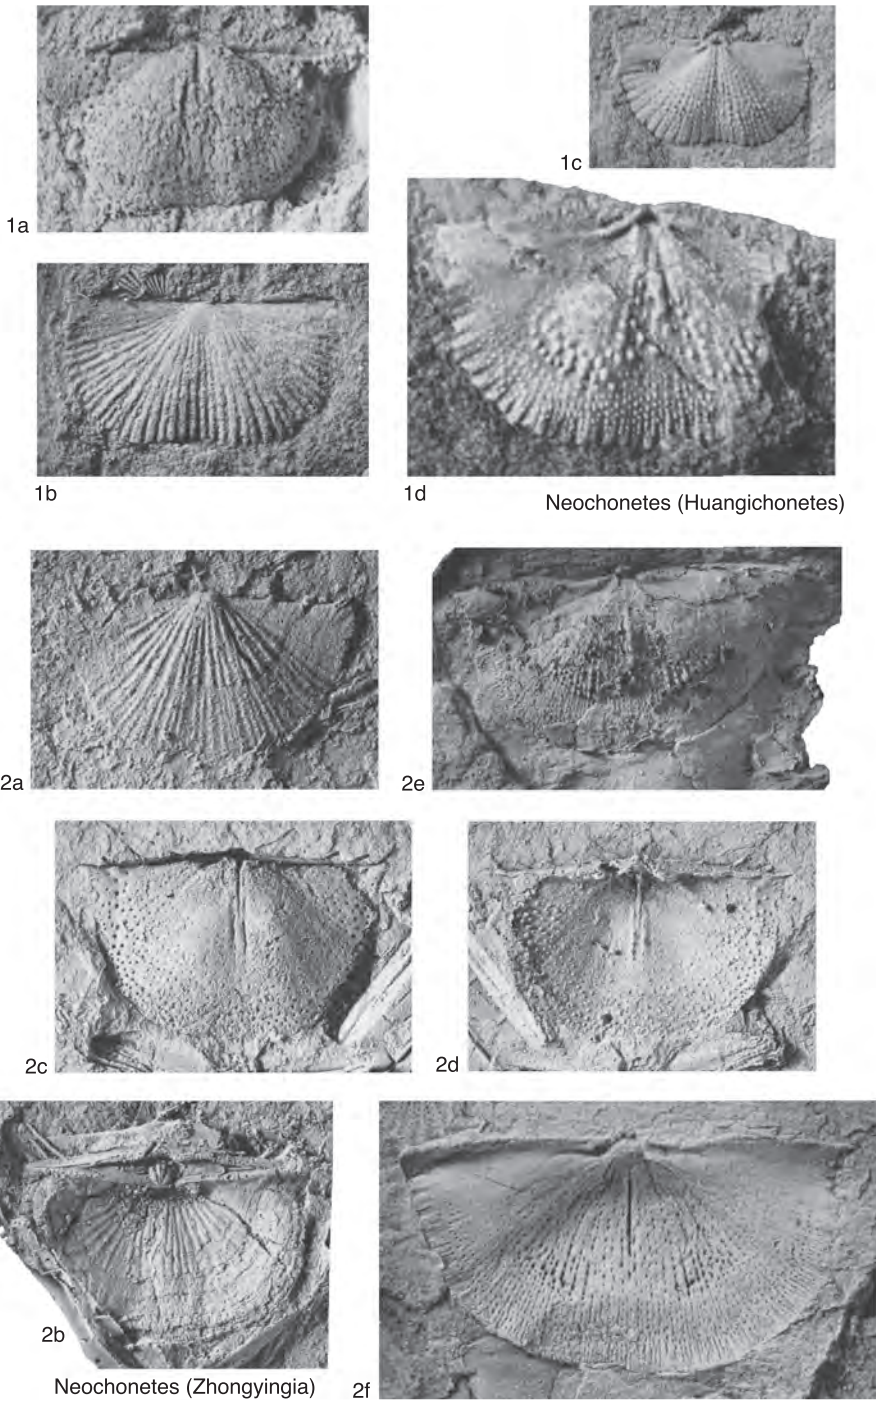 1a
1c
1b
1d
Neochonetes (Huangichonetes)
2a
2e
2c
2d
2b
Neochonetes (Zhongyingia)
2f